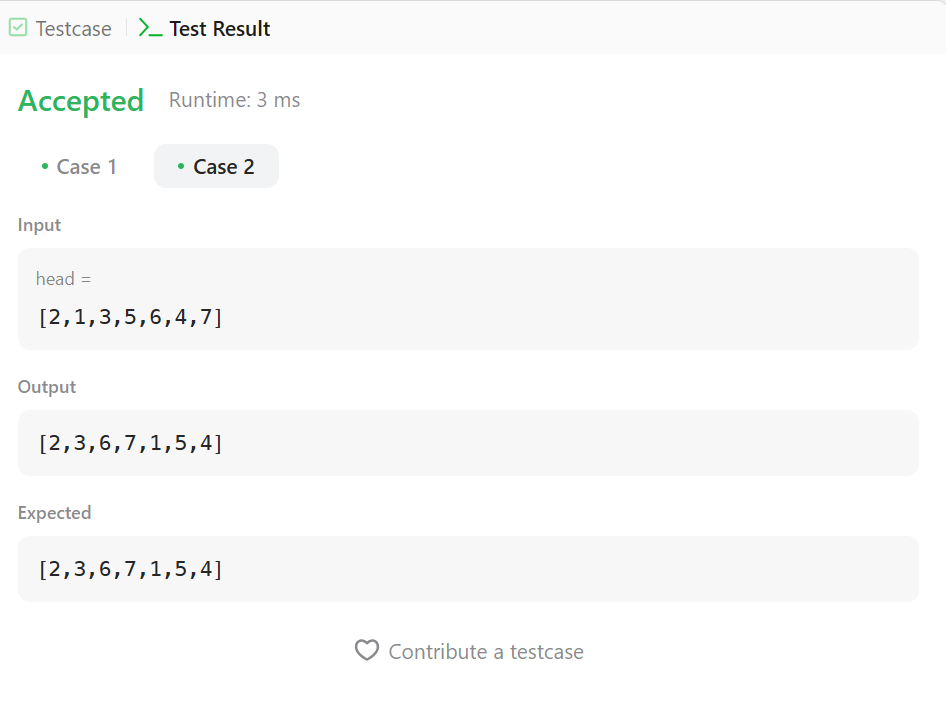 Testcase Test Result
Accepted Runtime: 3 ms
Case 1 Case 2
Input
head =
[2,1,3,5,6,4,7]
Output
[2,3,6,7,1,5,4]
Expected
[2,3,6,7,1,5,4]
Contribute a testcase